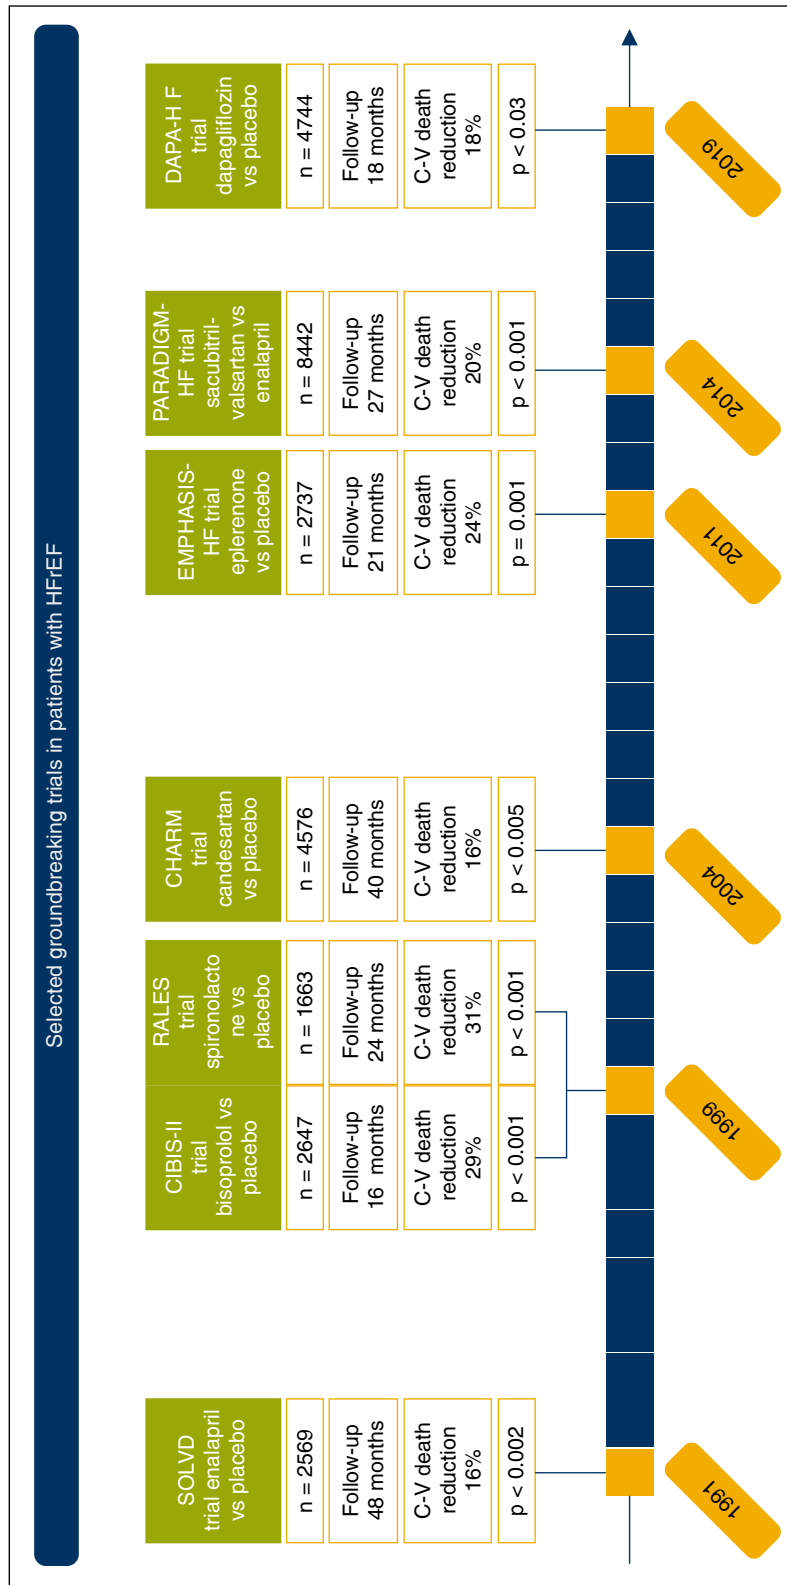 Selected groundbreaking trials in patients with HFrEF
SOLVD
trial enalapril
vs placebo
n = 2569
Follow-up
48 months
C-V death
reduction
16%
p < 0.002
CIBIS-II
trial
bisoprolol vs
placebo
n = 2647
Follow-up
16 months
C-V death
reduction
29%
p < 0.001
RALES
trial
spironolacto
ne vs
placebo
n = 1663
Follow-up
24 months
C-V death
reduction
31%
p < 0.001
CHARM
trial
candesartan
vs placebo
n = 4576
Follow-up
40 months
C-V death
reduction
16%
p < 0.005
EMPHASIS-
HF trial
eplerenone
vs placebo
n = 2737
Follow-up
21 months
C-V death
reduction
24%
p = 0.001
PARADIGM-
HF trial
sacubitril-
valsartan vs
enalapril
n = 8442
Follow-up
27 months
C-V death
reduction
20%
p < 0.001
DAPA-H F
trial
dapagliflozin
vs placebo
n = 4744
Follow-up
18 months
C-V death
reduction
18%
p < 0.03
1991
1999
2004
2011
2014
2019